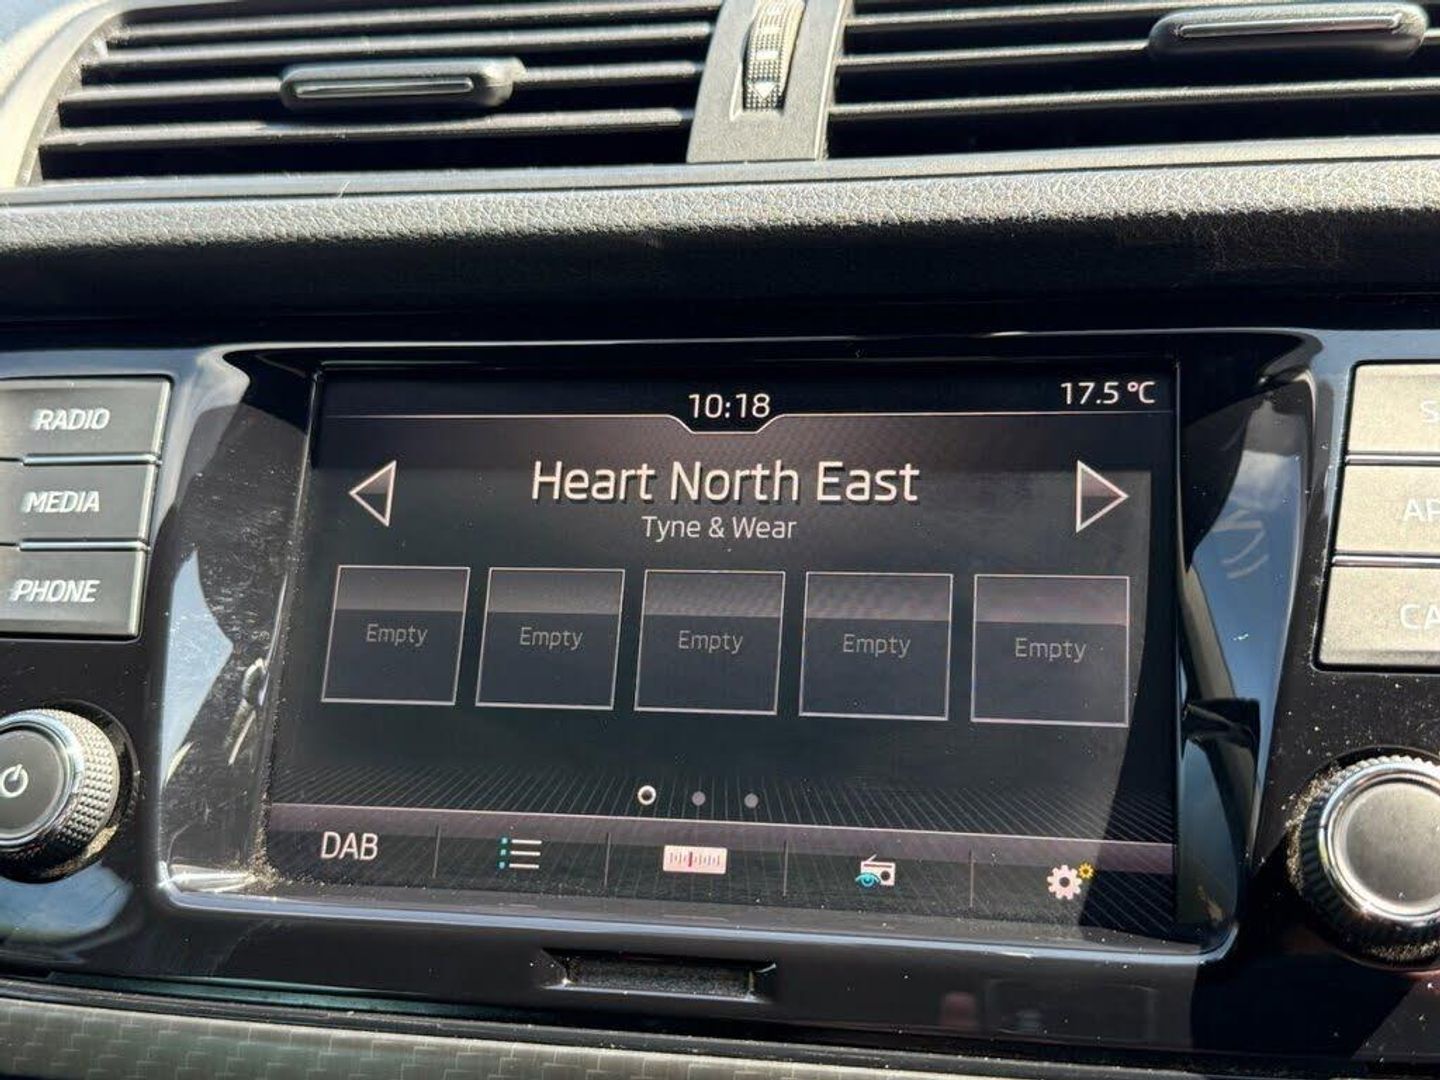 10:18
17.5 °C
RADIO
Heart North East
Tyne & Wear
MEDIA
PHONE
Empty Empty Empty Empty Empty
DAB